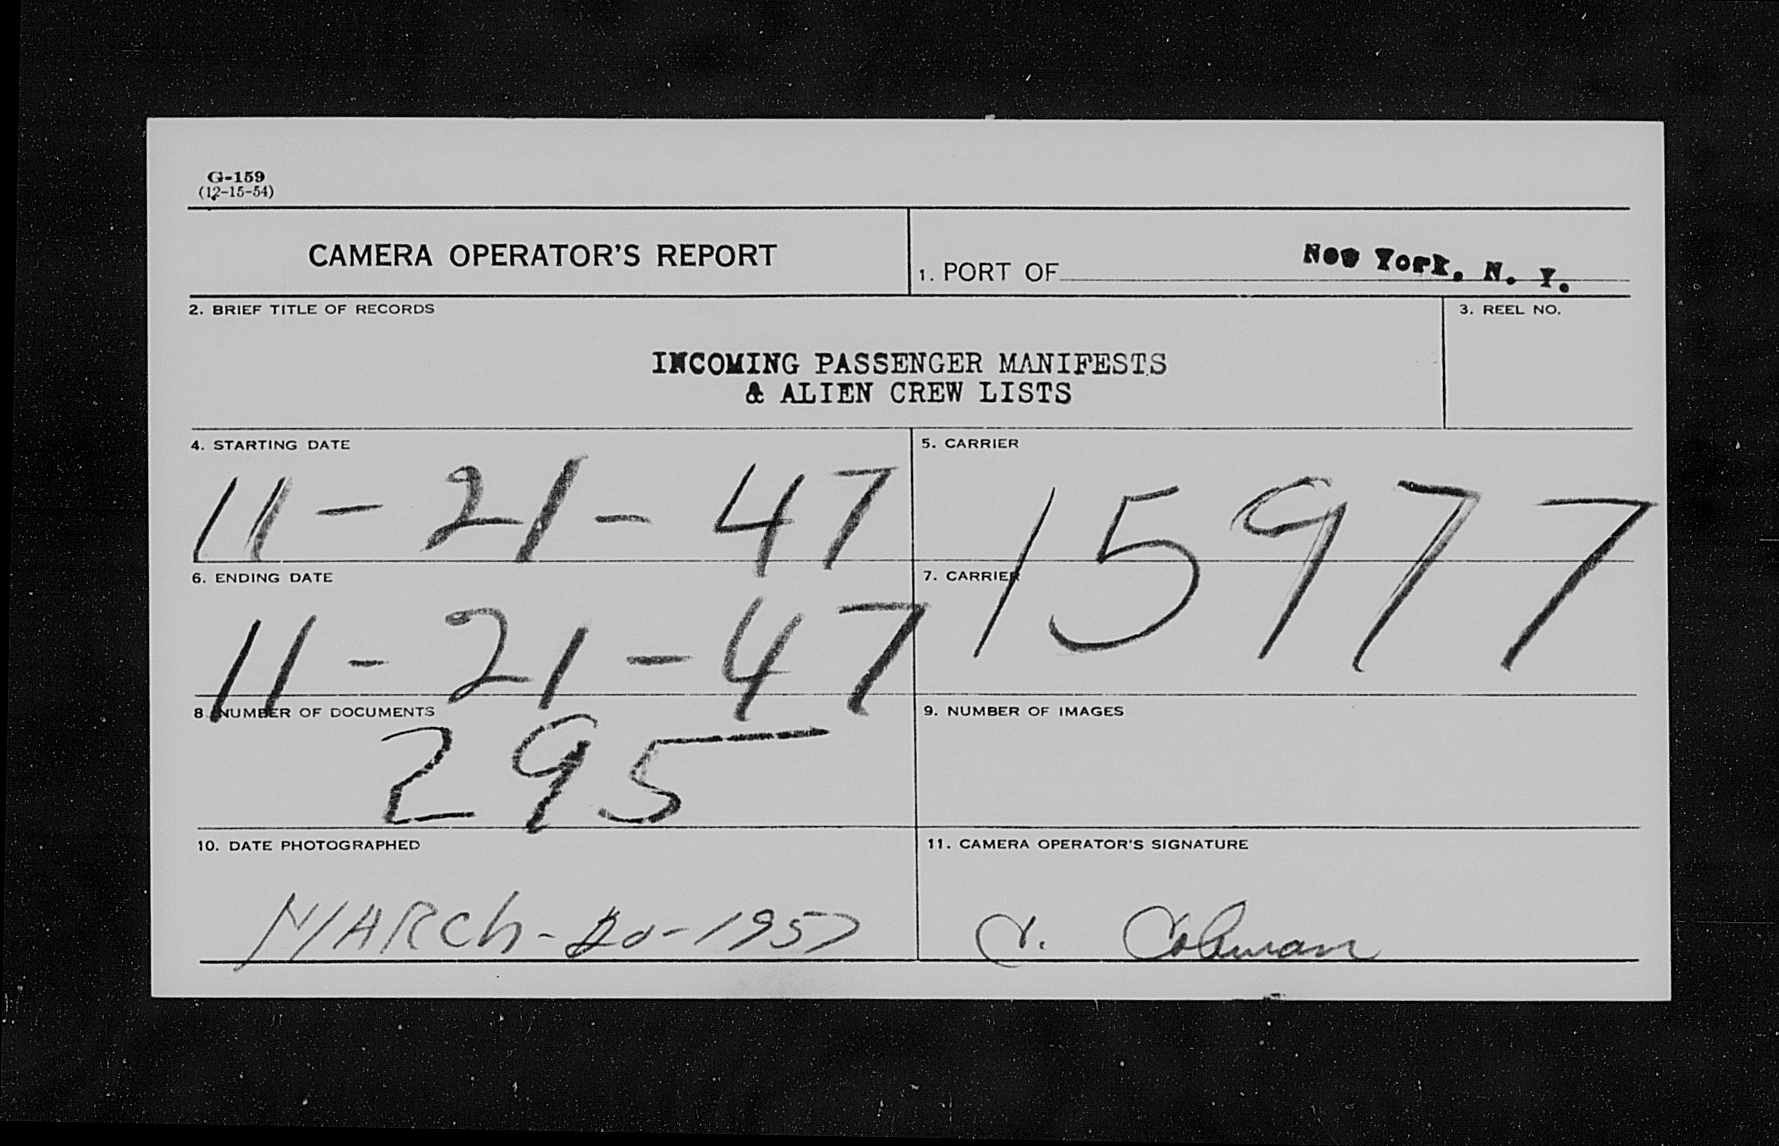 G-159
(12-15-54)
CAMERA OPERATOR'S REPORT
1. PORT OF New York, N. Y.
2. BRIEF TITLE OF RECORDS
3. REEL NO.
INCOMING PASSENGER MANIFESTS
& ALIEN CREW LISTS
4. STARTING DATE
11-21-47
5. CARRIER
15977
6. ENDING DATE
11-21-47
7. CARRIER
8. NUMBER OF DOCUMENTS
295
9. NUMBER OF IMAGES
10. DATE PHOTOGRAPHED
MARCh-20-1957
11. CAMERA OPERATOR'S SIGNATURE
Coleman